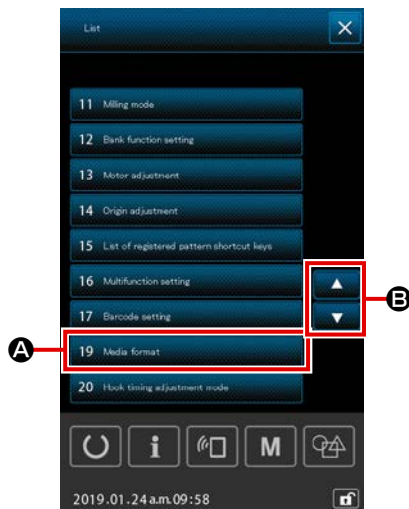 List
11 Milling mode
12 Bank function setting
13 Motor adjustment
14 Origin adjustment
15 List of registered pattern shortcut keys
16 Multifunction setting
17 Barcode setting
19 Media format
20 Hook timing adjustment mode
A
B
i
M
2019.01.24 a.m.09:58